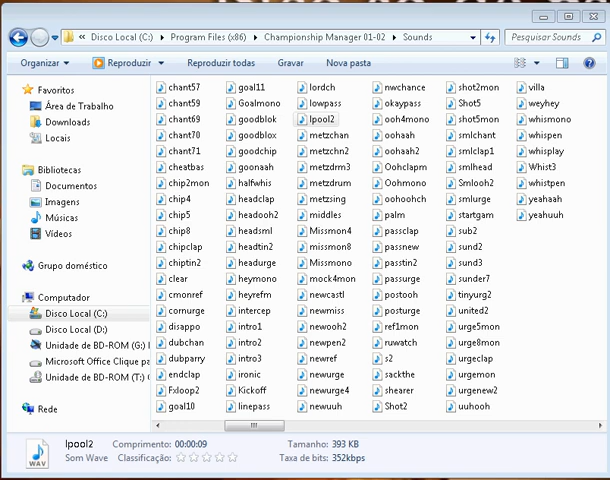 Disco Local (C:) ▸ Program Files (x86) ▸ Championship Manager 01-02 ▸ Sounds
Pesquisar Sounds
Organizar Reproduzir Reproduzir todas Gravar Nova pasta
Favoritos
Área de Trabalho
Downloads
Locais
Bibliotecas
Documentos
Imagens
Músicas
Vídeos
Grupo doméstico
Computador
Disco Local (C:)
Disco Local (D:)
Unidade de BD-ROM (G:)
Microsoft Office Clique pa
Unidade de BD-ROM (T:)
Rede
chant57
chant59
chant69
chant70
chant71
cheatbas
chip2mon
chip4
chip5
chip8
chipclap
chiptin2
clear
cmonref
cornurge
disappo
dubchan
dubparry
endclap
Fxloop2
goal10
goal11
Goalmono
goodblok
goodblox
goodchip
goonaah
halfwhis
headclap
headooh2
headsml
headtin2
headurge
heymono
heyrefm
intercep
intro1
intro2
intro3
ironic
Kickoff
linepass
lordch
lowpass
lpool2
metzchan
metzchn2
metzdrm3
metzdrum
metzsing
middles
Missmon4
missmon8
Missmono
mock4mon
newcastl
newmiss
newooh2
newpen2
newref
newurge
newurge4
newuuh
nwchance
okaypass
ooh4mono
oohaah
oohaah2
Oohclapm
Oohmono
oohoohch
palm
passclap
passnew
passtin2
passurge
postooh
posturge
ref1mon
ruwatch
s2
sackthe
shearer
Shot2
shot2mon
Shot5
shot5mon
smlchant
smlclap1
smlhead
Smlooh2
smlurge
startgam
sub2
sund2
sund3
sunder7
tinyurg2
united2
urge5mon
urge8mon
urgeclap
urgemon
urgenew2
uuhooh
villa
weyhey
whismono
whispen
whisplay
Whist3
whistpen
yeahaah
yeahuuh
lpool2 Comprimento: 00:00:09 Tamanho: 393 KB
Som Wave Classificação: Taxa de bits: 352kbps
WAV